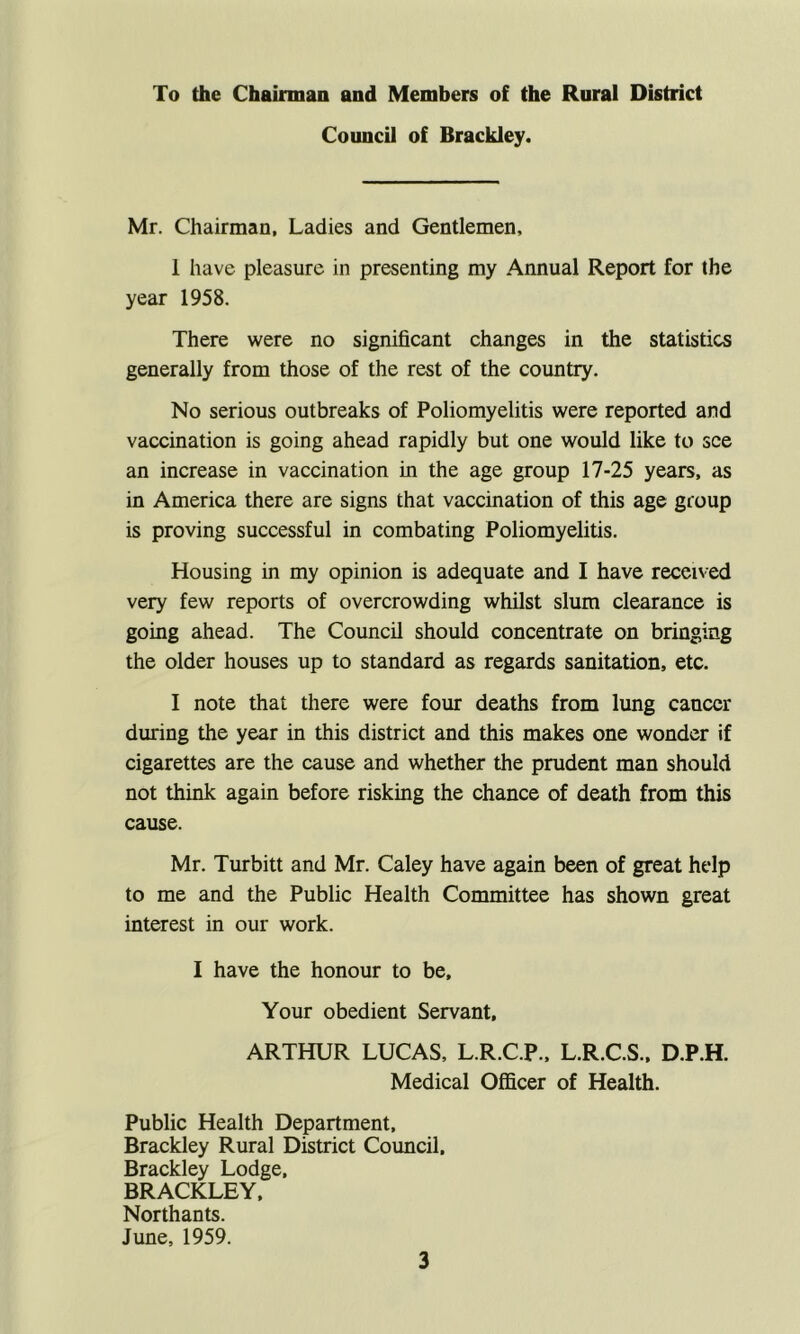 To the Chairman and Members of the Rural District
Council of Brackley.
Mr. Chairman, Ladies and Gentlemen,
I have pleasure in presenting my Annual Report for the
year 1958.
There were no significant changes in the statistics
generally from those of the rest of the country.
No serious outbreaks of Poliomyelitis were reported and
vaccination is going ahead rapidly but one would like to see
an increase in vaccination in the age group 17-25 years, as
in America there are signs that vaccination of this age group
is proving successful in combating Poliomyelitis.
Housing in my opinion is adequate and I have received
very few reports of overcrowding whilst slum clearance is
going ahead. The Council should concentrate on bringing
the older houses up to standard as regards sanitation, etc.
I note that there were four deaths from lung cancer
during the year in this district and this makes one wonder if
cigarettes are the cause and whether the prudent man should
not think again before risking the chance of death from this
cause.
Mr. Turbitt and Mr. Caley have again been of great help
to me and the Public Health Committee has shown great
interest in our work.
I have the honour to be,
Your obedient Servant,
ARTHUR LUCAS, L.R.C.P., L.R.C.S., D.P.H.
Medical Officer of Health.
Public Health Department,
Brackley Rural District Council,
Brackley Lodge,
BRACKLEY,
Northants.
June, 1959.
3